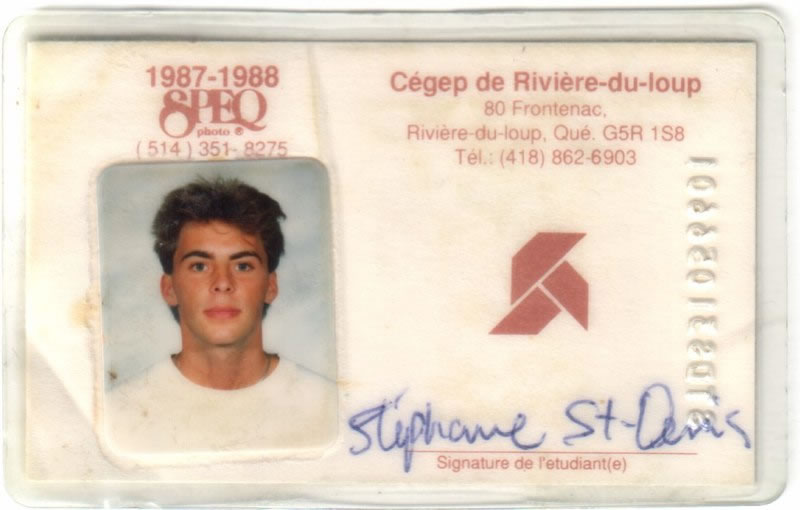 1987-1988
SPEQ
photo ®
(514) 351-8275
Cégep de Rivière-du-loup
80 Frontenac,
Rivière-du-loup, Qué. G5R 1S8
Tél.: (418) 862-6903
Stéphane St-Denis
Signature de l'etudiant(e)